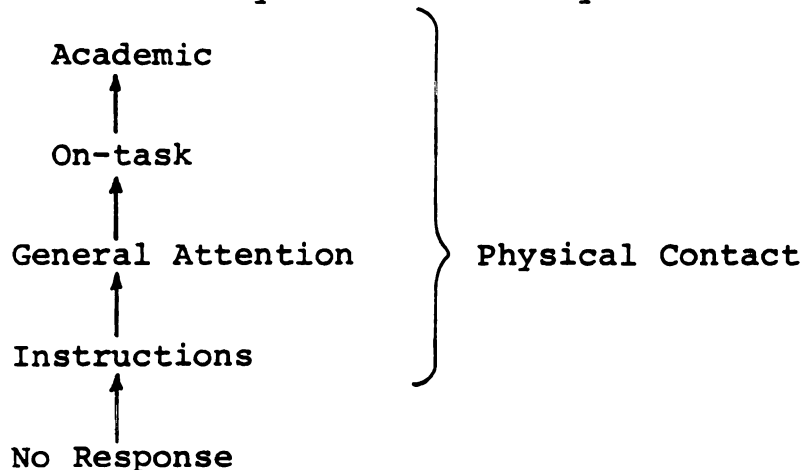 Academic
On-task
General Attention
Physical Contact
Instructions
No Response